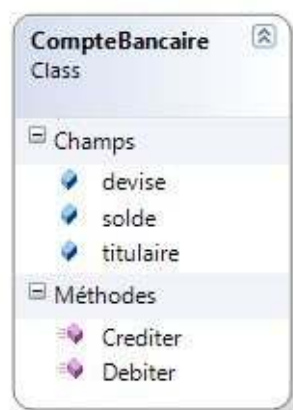 CompteBancaire
Class
Champs
devise
solde
titulaire
Méthodes
Crediter
Debiter